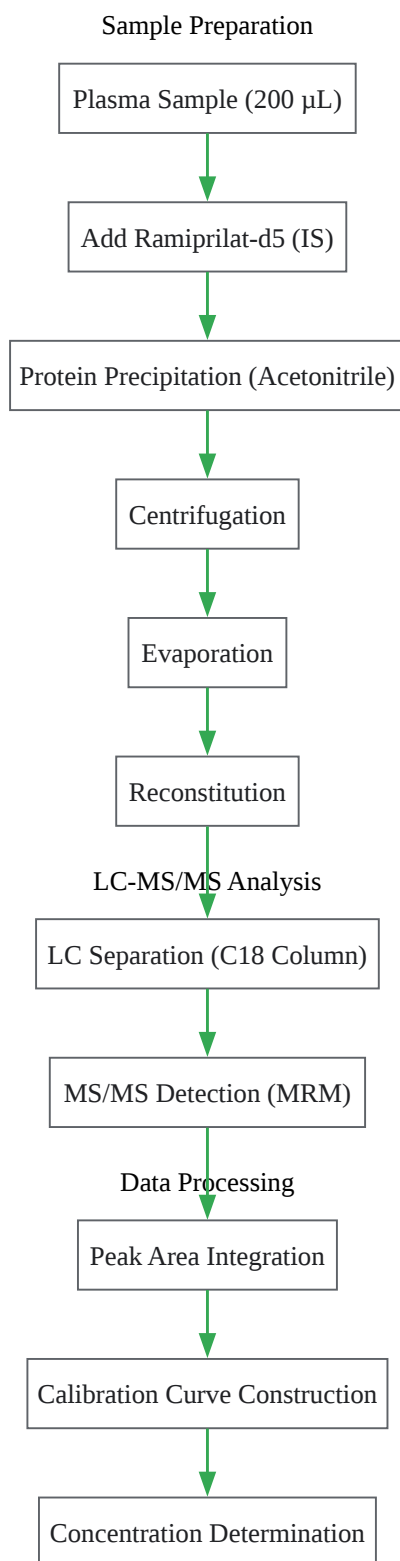 Sample Preparation
Plasma Sample (200 µL)
Add Ramiprilat-d5 (IS)
Protein Precipitation (Acetonitrile)
Centrifugation
Evaporation
Reconstitution
LC-MS/MS Analysis
LC Separation (C18 Column)
MS/MS Detection (MRM)
Data Processing
Peak Area Integration
Calibration Curve Construction
Concentration Determination